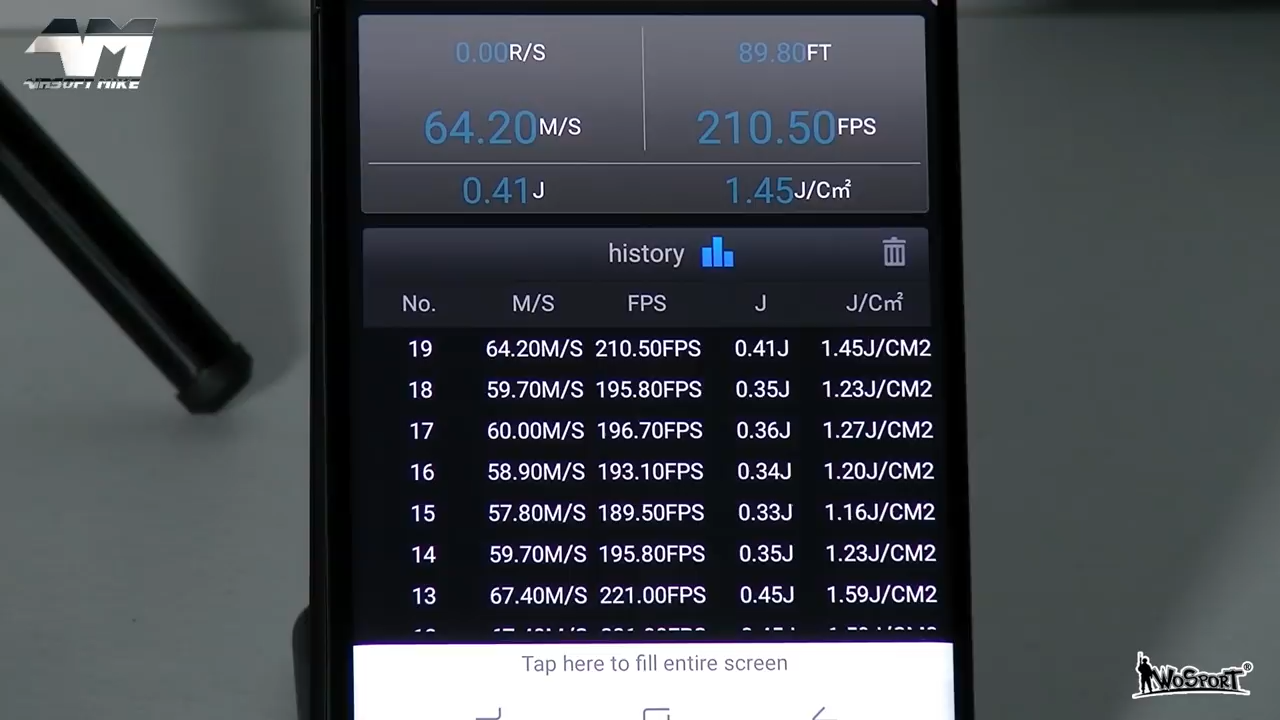 AM
AIRSOFT MIKE
0.00R/S 89.80FT
64.20M/S 210.50FPS
0.41J 1.45J/Cm²
history
No. M/S FPS J J/Cm²
19 64.20M/S 210.50FPS 0.41J 1.45J/CM2
18 59.70M/S 195.80FPS 0.35J 1.23J/CM2
17 60.00M/S 196.70FPS 0.36J 1.27J/CM2
16 58.90M/S 193.10FPS 0.34J 1.20J/CM2
15 57.80M/S 189.50FPS 0.33J 1.16J/CM2
14 59.70M/S 195.80FPS 0.35J 1.23J/CM2
13 67.40M/S 221.00FPS 0.45J 1.59J/CM2
Tap here to fill entire screen
WOSPORT®